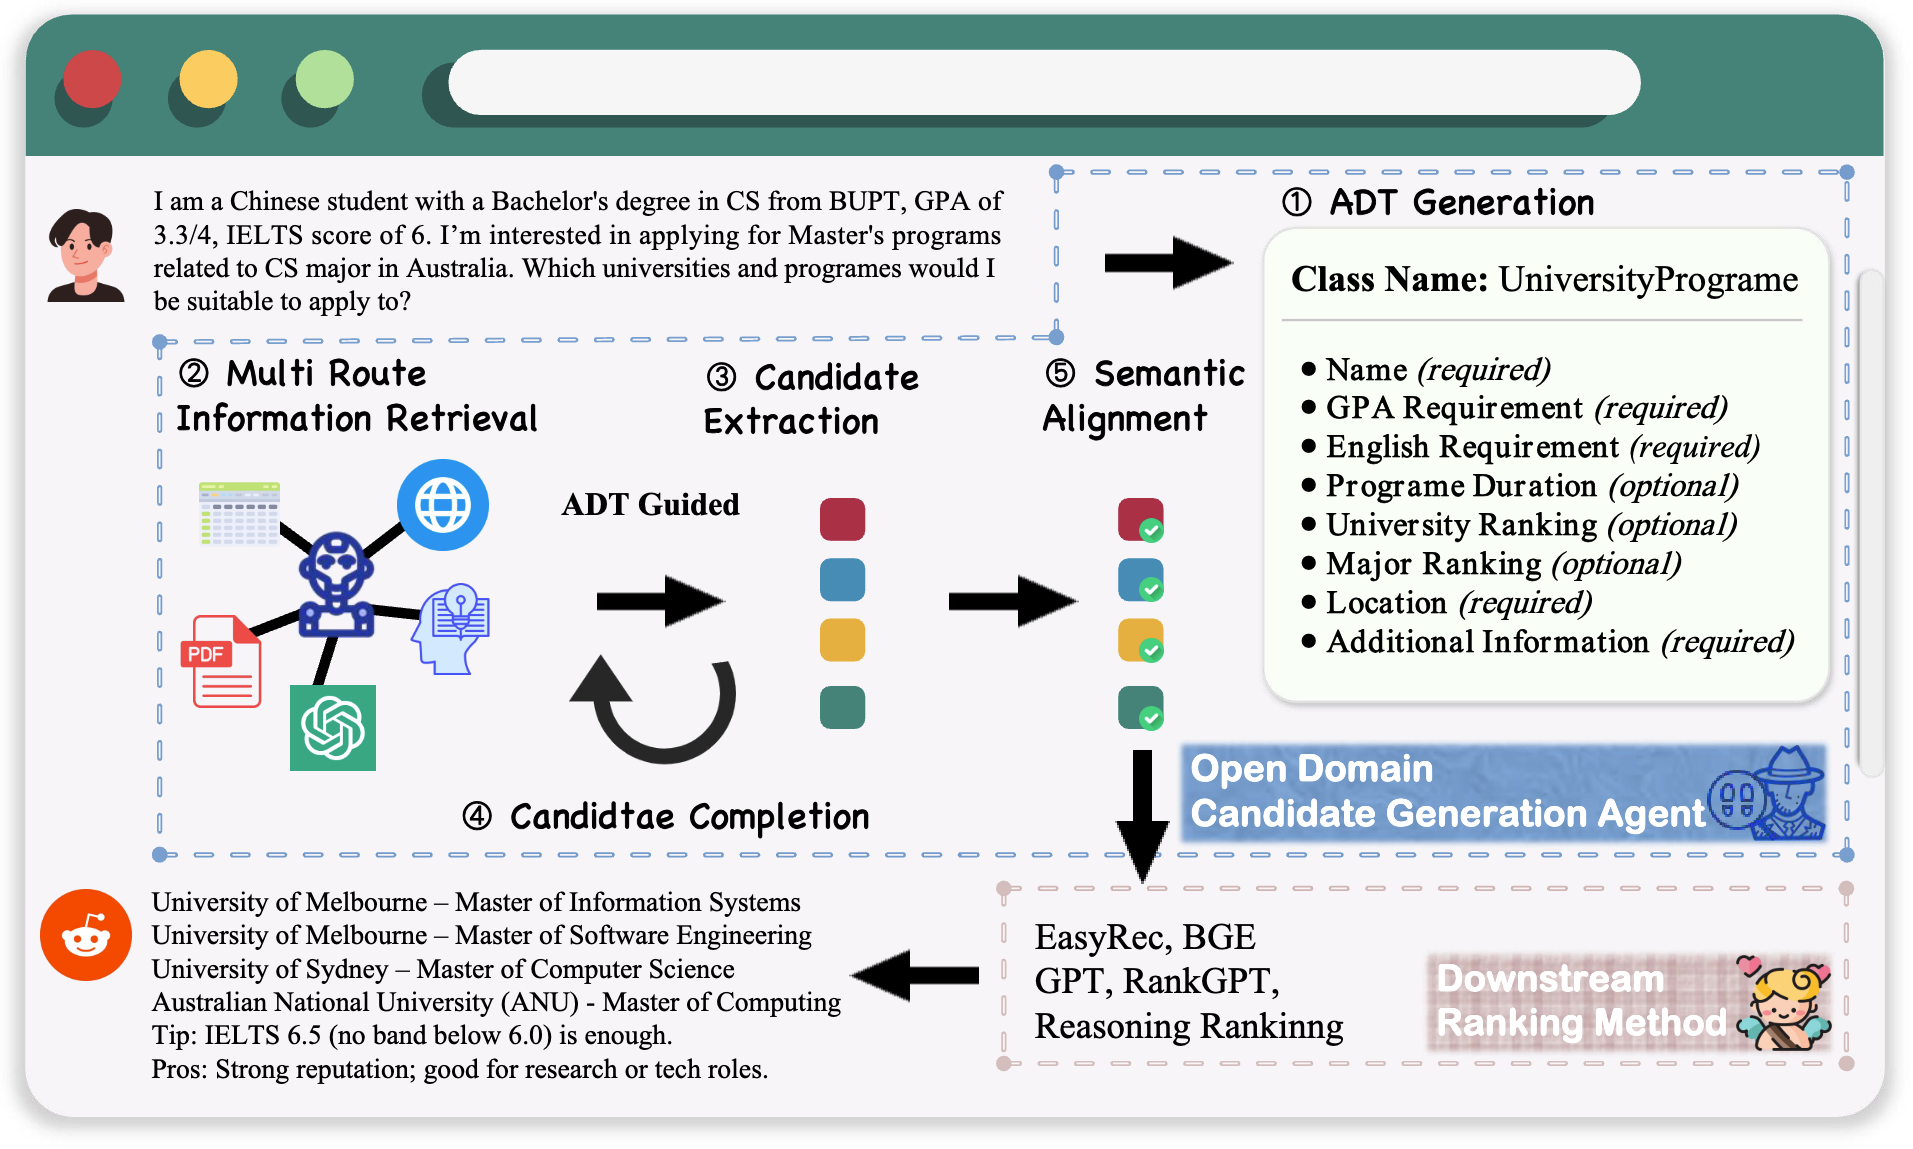 I am a Chinese student with a Bachelor's degree in CS from BUPT, GPA of
3.3/4, IELTS score of 6. I’m interested in applying for Master's programs
related to CS major in Australia. Which universities and programes would I
be suitable to apply to?
① ADT Generation
Class Name: UniversityPrograme
• Name (required)
• GPA Requirement (required)
• English Requirement (required)
• Programe Duration (optional)
• University Ranking (optional)
• Major Ranking (optional)
• Location (required)
• Additional Information (required)
② Multi Route
Information Retrieval
PDF
ADT Guided
③ Candidate
Extraction
④ Candidtae Completion
⑤ Semantic
Alignment
Open Domain
Candidate Generation Agent
EasyRec, BGE
GPT, RankGPT,
Reasoning Rankinng
Downstream
Ranking Method
University of Melbourne – Master of Information Systems
University of Melbourne – Master of Software Engineering
University of Sydney – Master of Computer Science
Australian National University (ANU) - Master of Computing
Tip: IELTS 6.5 (no band below 6.0) is enough.
Pros: Strong reputation; good for research or tech roles.